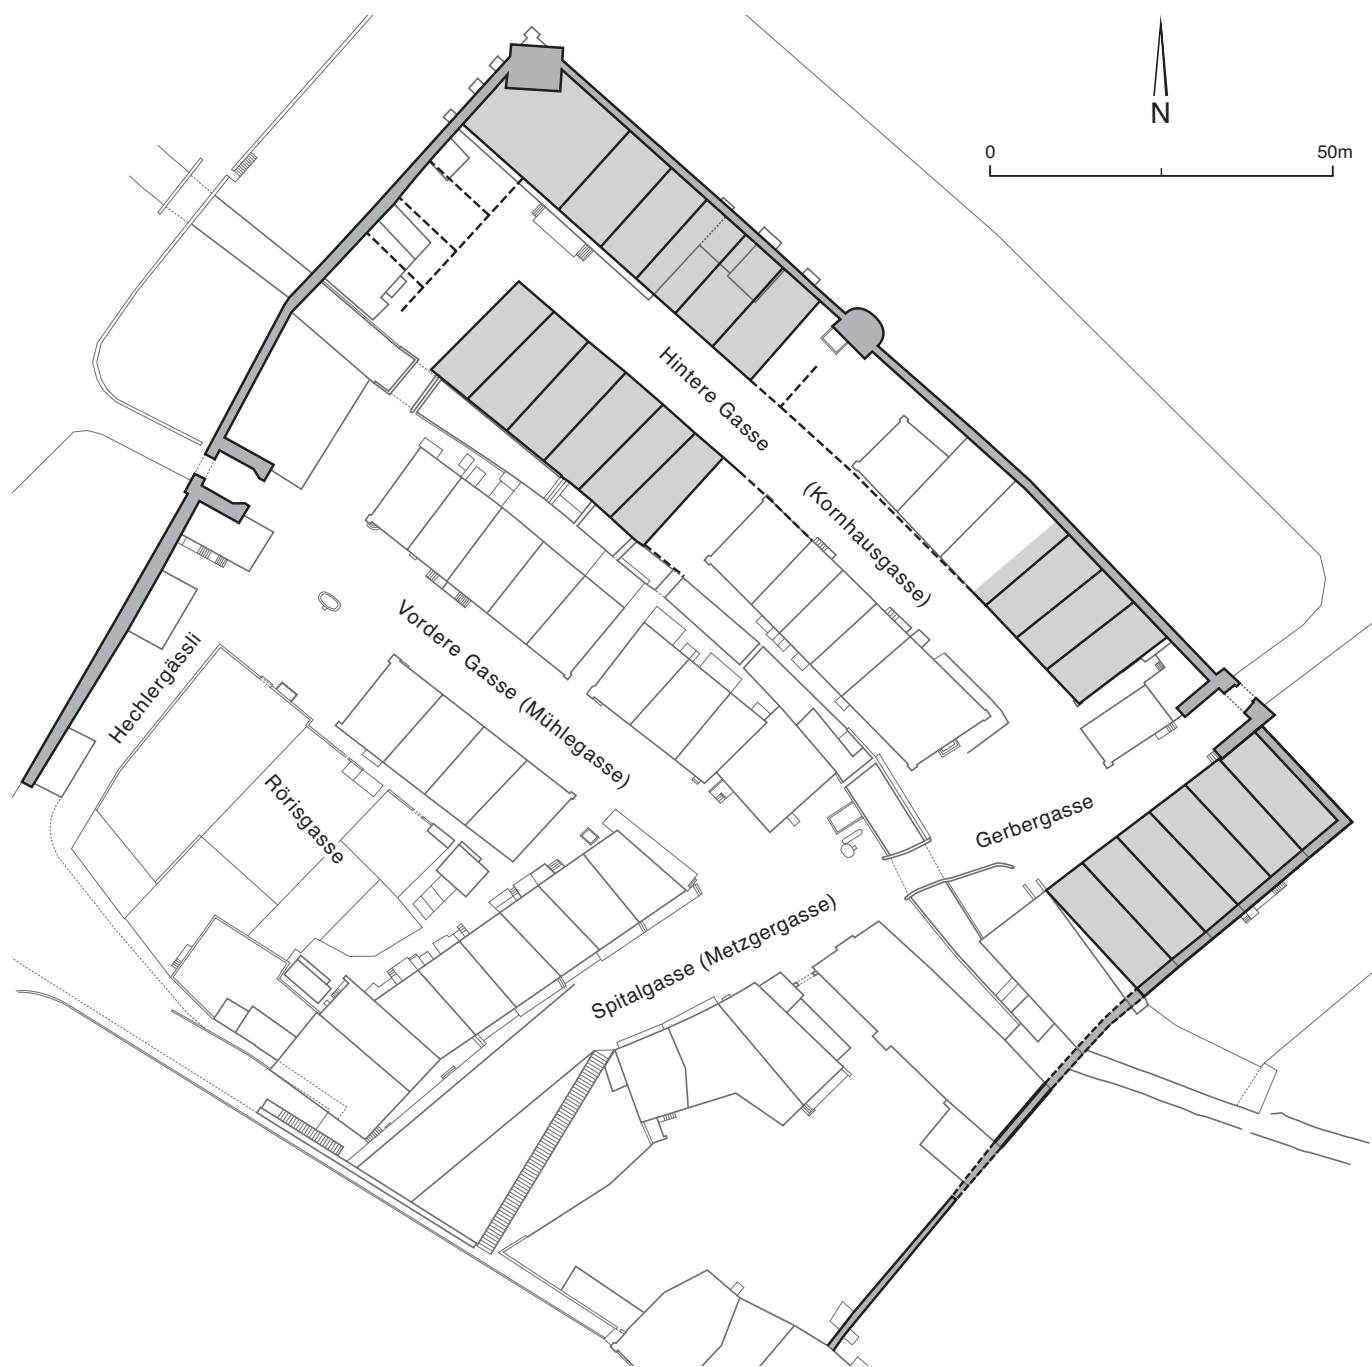 N
0 50m
Hintere Gasse
(Kornhausgasse)
Vordere Gasse (Mühlegasse)
Hechlergässli
Rörisgasse
Gerbergasse
Spitalgasse (Metzgergasse)